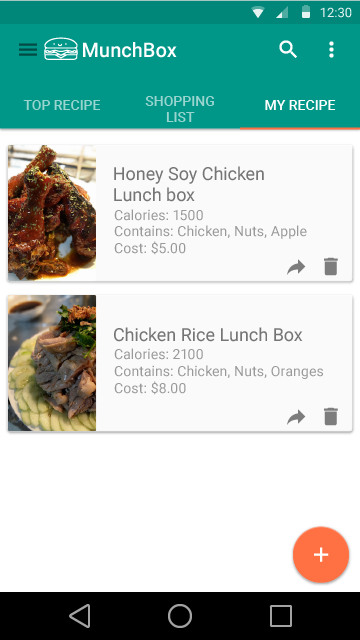 12:30
MunchBox
TOP RECIPE
SHOPPING
LIST
MY RECIPE
Honey Soy Chicken
Lunch box
Calories: 1500
Contains: Chicken, Nuts, Apple
Cost: $5.00
Chicken Rice Lunch Box
Calories: 2100
Contains: Chicken, Nuts, Oranges
Cost: $8.00